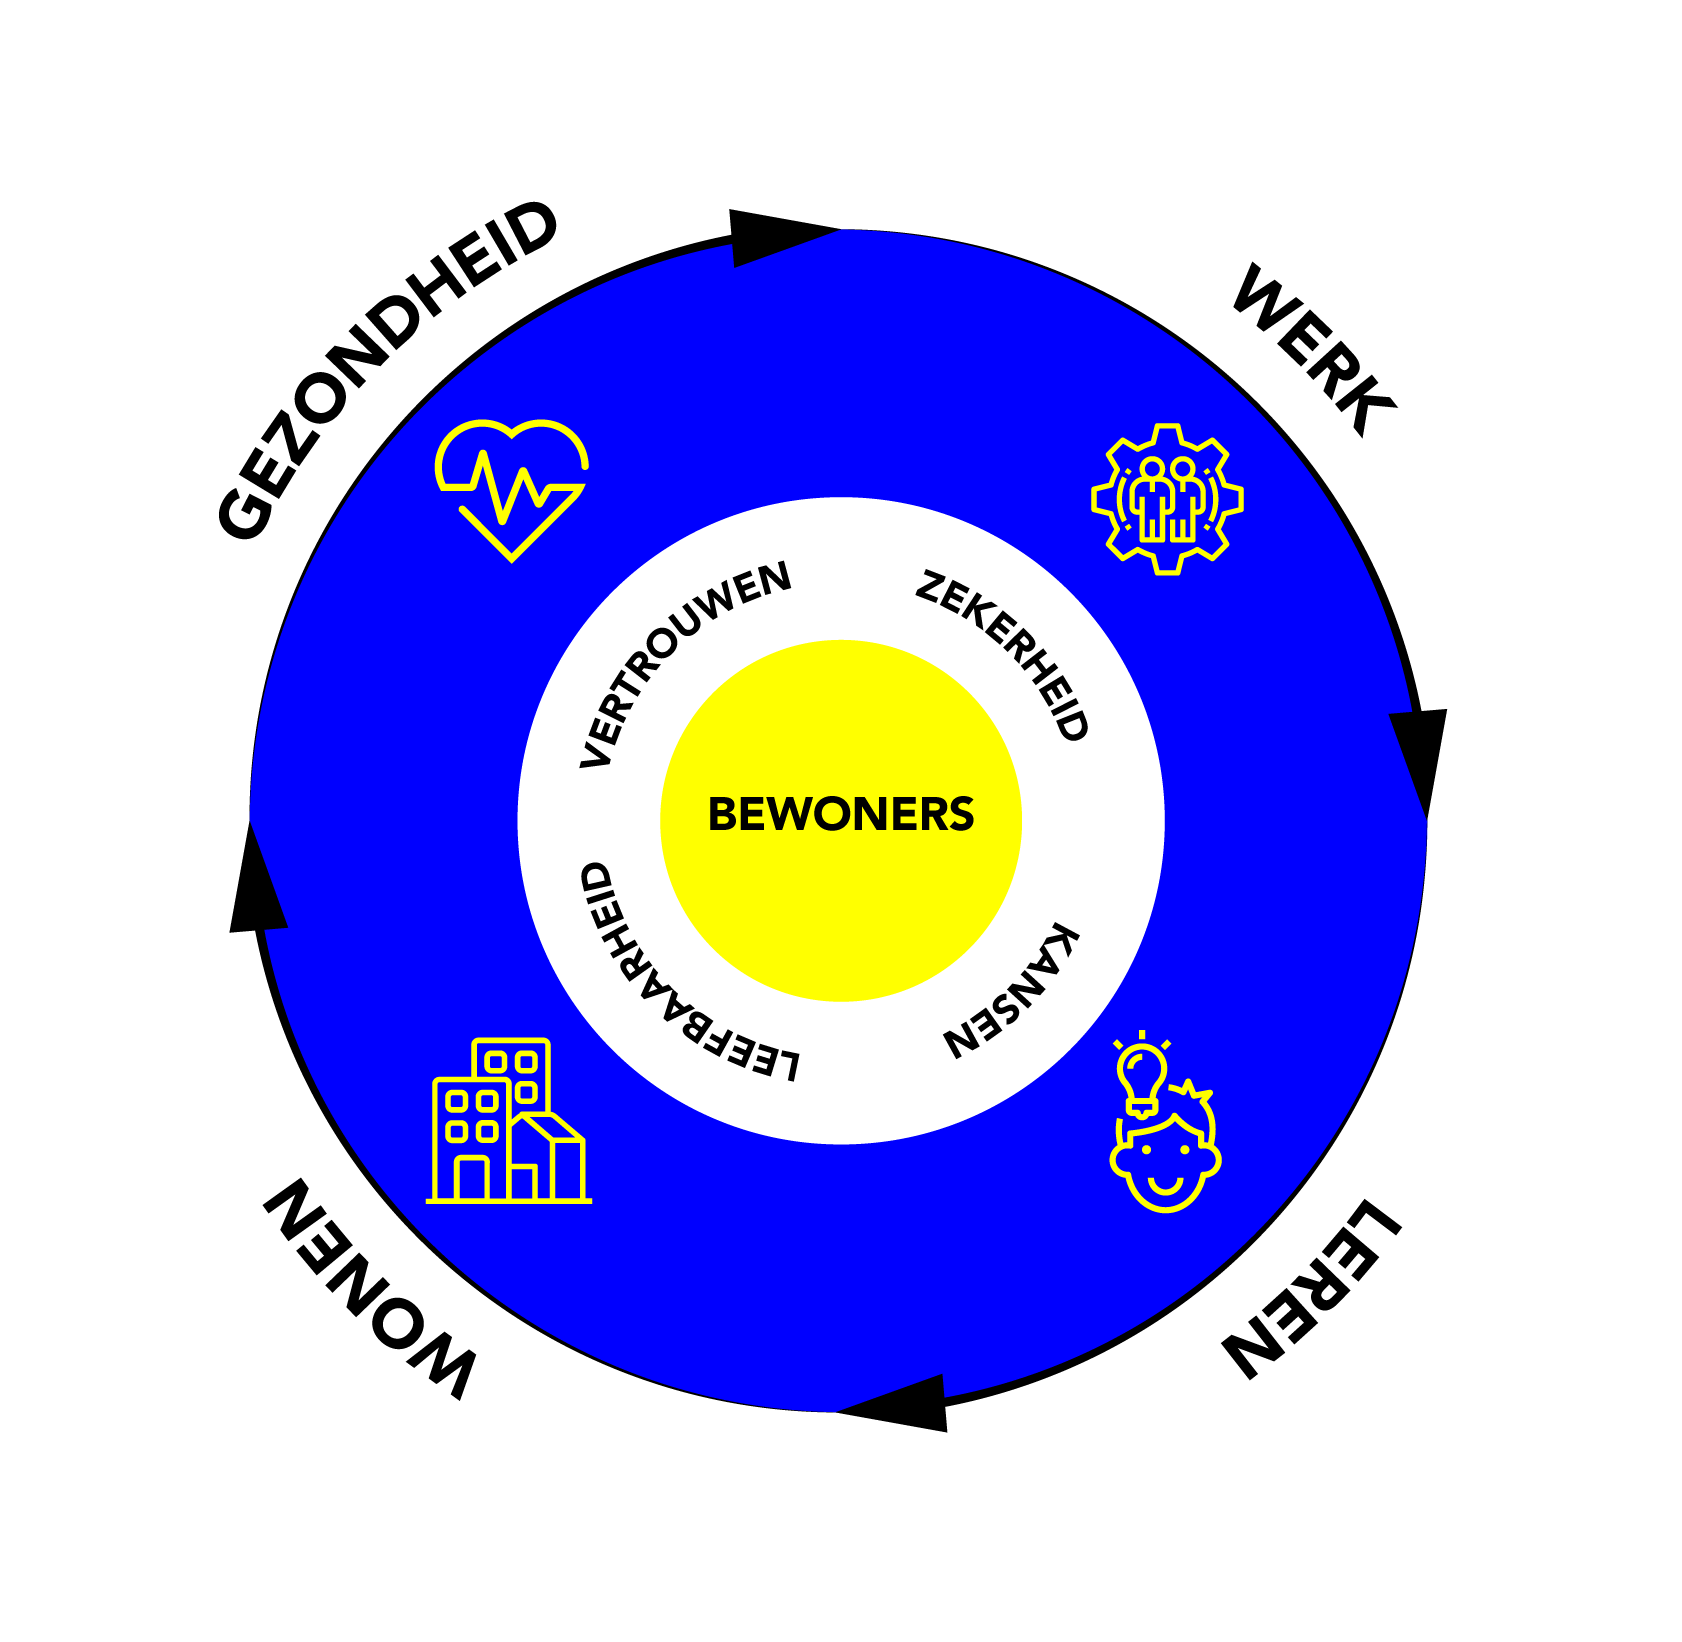 GEZONDHEID
WERK
LEREN
WONEN
VERTROUWEN
ZEKERHEID
KANSEN
LEEFBAARHEID
BEWONERS